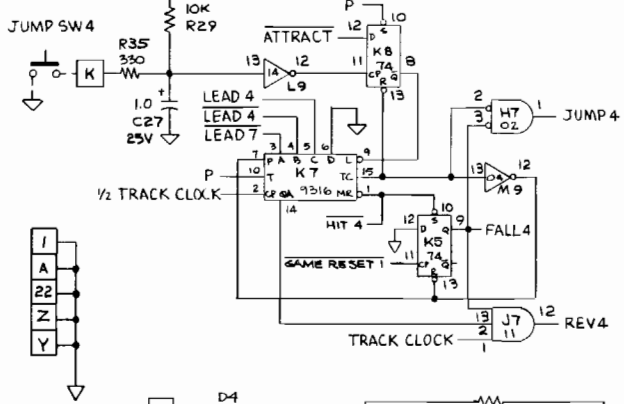 P
10
10K
R29
JUMP SW4
ATTRACT
12
S
D
K8
74
8
R35
330
13
14
12
11
CP
Q
R
13
K
L9
+
1.0
C27
25V
LEAD 4
LEAD 4
LEAD 7
2
3
H7
02
1
JUMP 4
3
4
5
6
7
P
A
B
C
D
L
9
P
10
T
K7
TC
15
13
04
12
M9
1/2 TRACK CLOCK
2
CP
QA
9316
MR
1
14
HIT 4
10
12
S
D
Q
9
FALL4
K5
74
GAME RESET 1
11
CP
Q
R
13
1
A
22
Z
Y
13
2
1
J7
11
12
REV4
TRACK CLOCK
D4